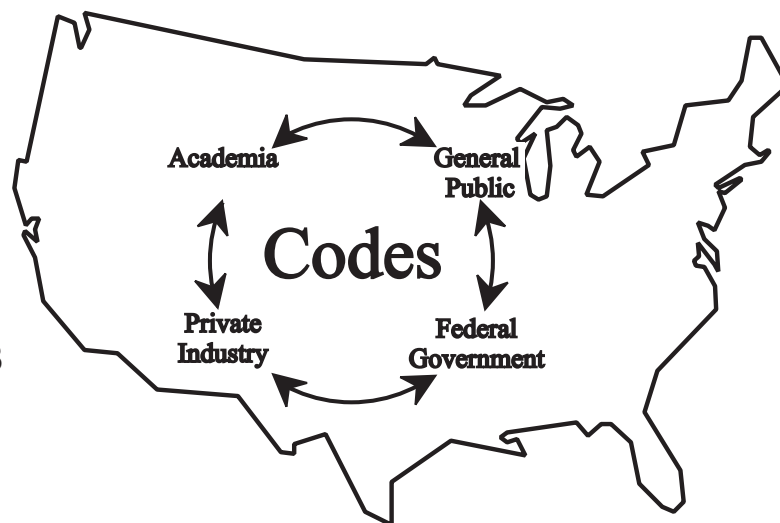 Academia
General
Public
Codes
Private
Industry
Federal
Government